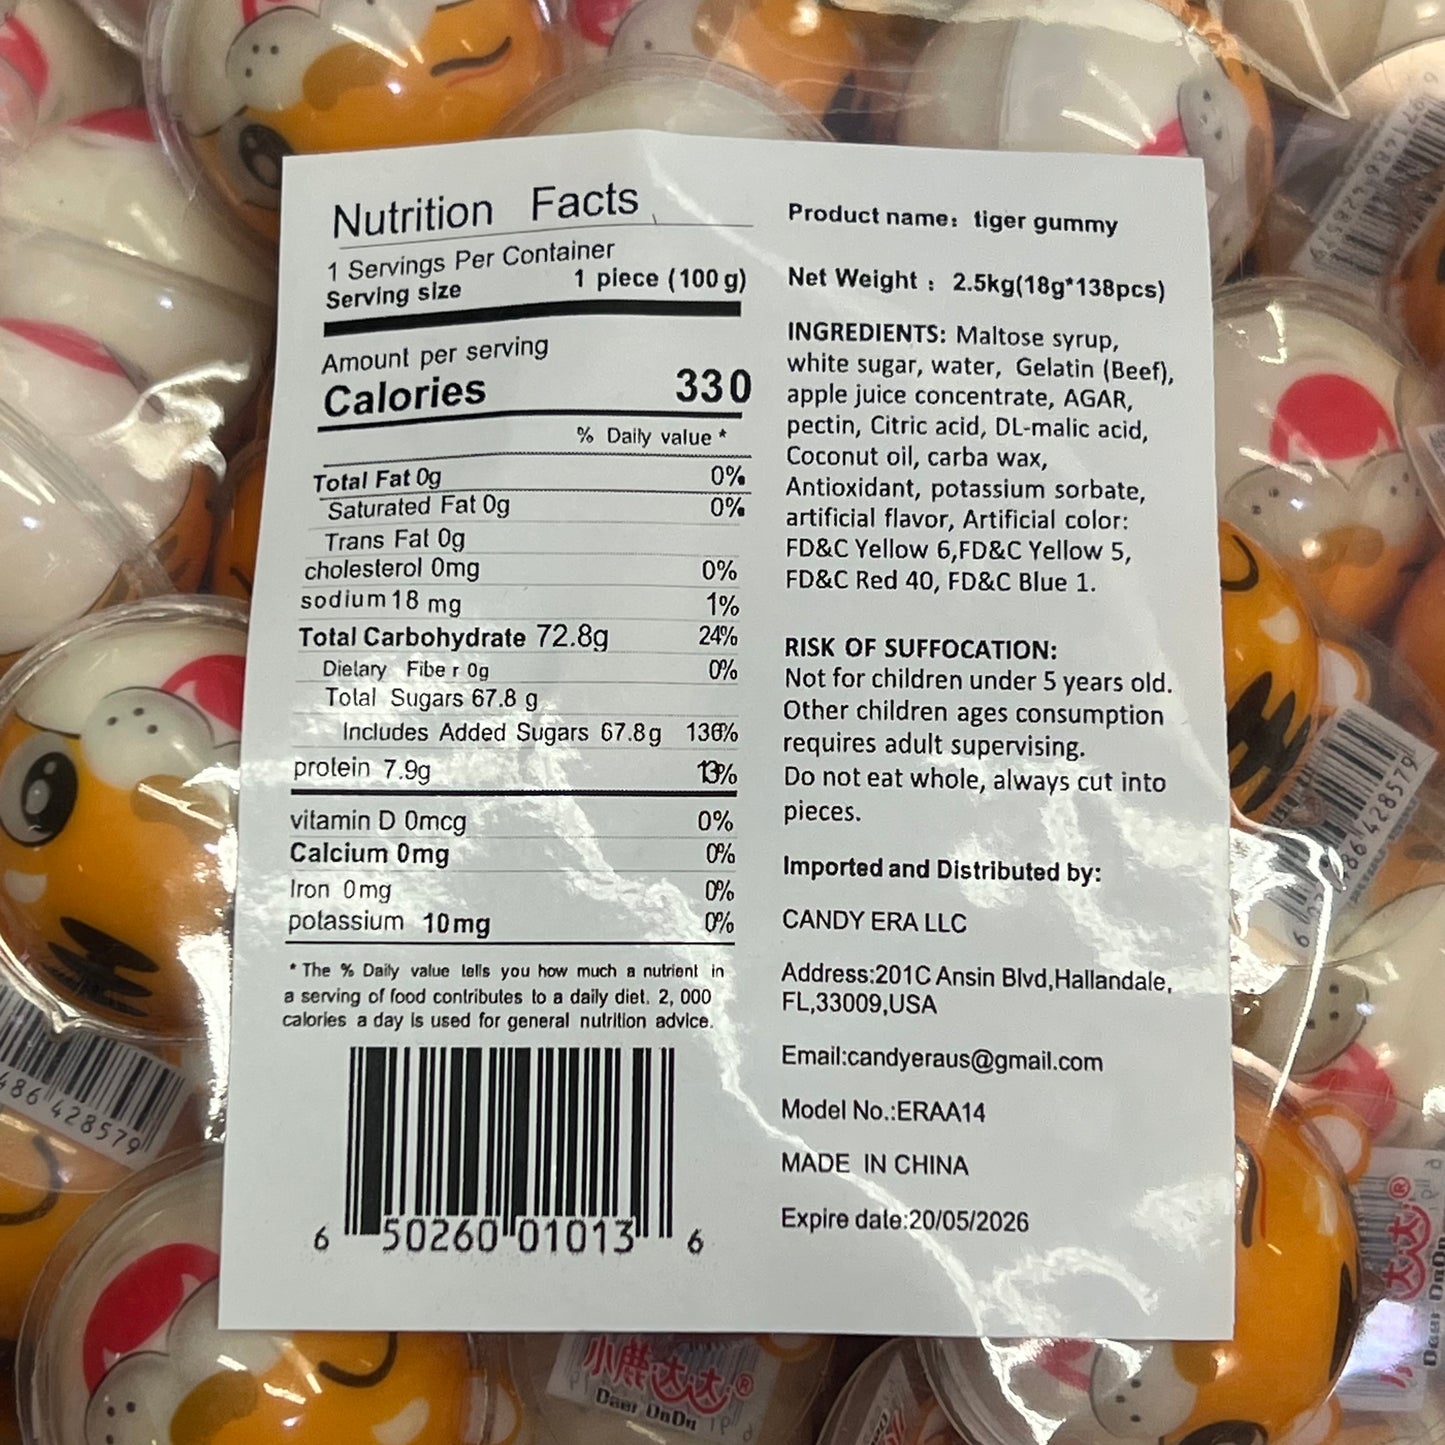 Nutrition Facts
1 Servings Per Container
Serving size 1 piece (100 g)
Amount per serving
Calories 330
% Daily value *
Total Fat 0g 0%
Saturated Fat 0g 0%
Trans Fat 0g
cholesterol 0mg 0%
sodium 18 mg 1%
Total Carbohydrate 72.8g 24%
Dietary Fiber 0g 0%
Total Sugars 67.8 g
Includes Added Sugars 67.8g 136%
protein 7.9g 13%
vitamin D 0mcg 0%
Calcium 0mg 0%
Iron 0mg 0%
potassium 10mg 0%
* The % Daily value tells you how much a nutrient in
a serving of food contributes to a daily diet. 2, 000
calories a day is used for general nutrition advice.
6 50260 01013 6
Product name: tiger gummy
Net Weight : 2.5kg(18g*138pcs)
INGREDIENTS: Maltose syrup,
white sugar, water, Gelatin (Beef),
apple juice concentrate, AGAR,
pectin, Citric acid, DL-malic acid,
Coconut oil, carba wax,
Antioxidant, potassium sorbate,
artificial flavor, Artificial color:
FD&C Yellow 6,FD&C Yellow 5,
FD&C Red 40, FD&C Blue 1.
RISK OF SUFFOCATION:
Not for children under 5 years old.
Other children ages consumption
requires adult supervising.
Do not eat whole, always cut into
pieces.
Imported and Distributed by:
CANDY ERA LLC
Address:201C Ansin Blvd,Hallandale,
FL,33009,USA
Email:candyeraus@gmail.com
Model No.:ERAA14
MADE IN CHINA
Expire date:20/05/2026
486 428579
小鹿达达®
Daer DaDa